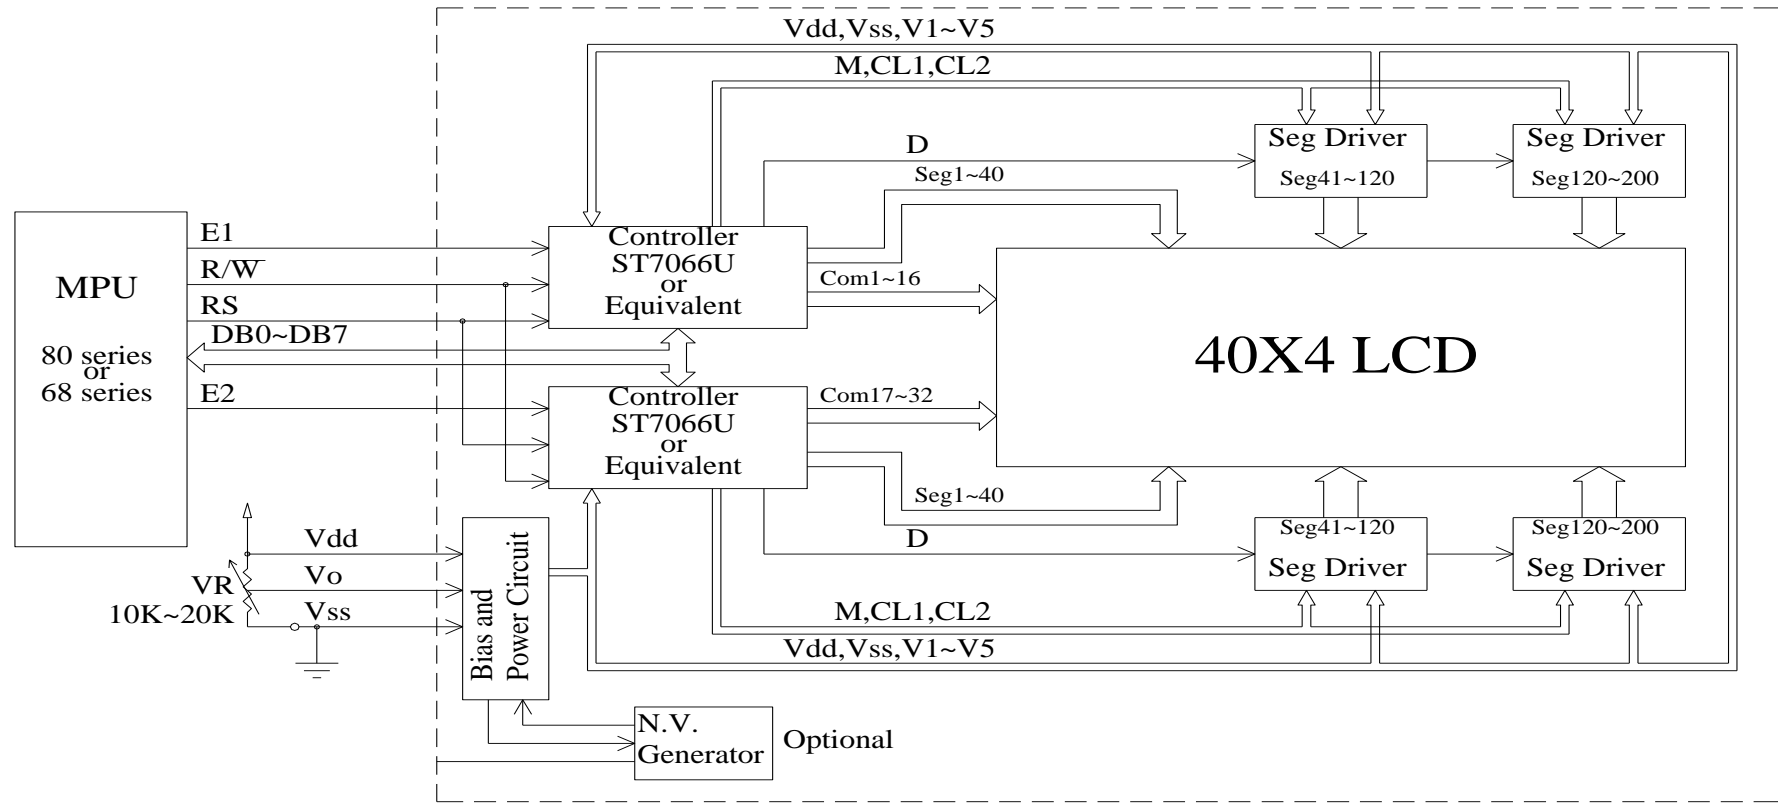 Vdd,Vss,V1~V5
M,CL1,CL2
D
Seg1~40
Seg Driver
Seg41~120
Seg Driver
Seg120~200
MPU
80 series
or
68 series
E1
R/W
RS
DB0~DB7
E2
Controller
ST7066U
or
Equivalent
Com1~16
40X4 LCD
Controller
ST7066U
or
Equivalent
Com17~32
Seg1~40
D
Seg41~120
Seg Driver
Seg120~200
Seg Driver
M,CL1,CL2
Vdd,Vss,V1~V5
Vdd
Vo
Vss
VR
10K~20K
Bias and
Power Circuit
N.V.
Generator
Optional